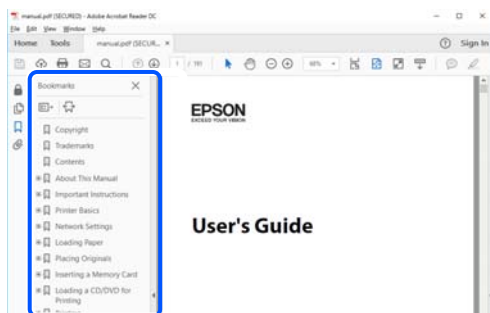 manual.pdf (SECURED) - Adobe Acrobat Reader DC
File Edit View Window Help
Home Tools manual.pdf (SECUR... × Sign In
1 / 191
Bookmarks
Copyright
Trademarks
Contents
About This Manual
Important Instructions
Printer Basics
Network Settings
Loading Paper
Placing Originals
Inserting a Memory Card
Loading a CD/DVD for
Printing
EPSON
EXCEED YOUR VISION
User's Guide